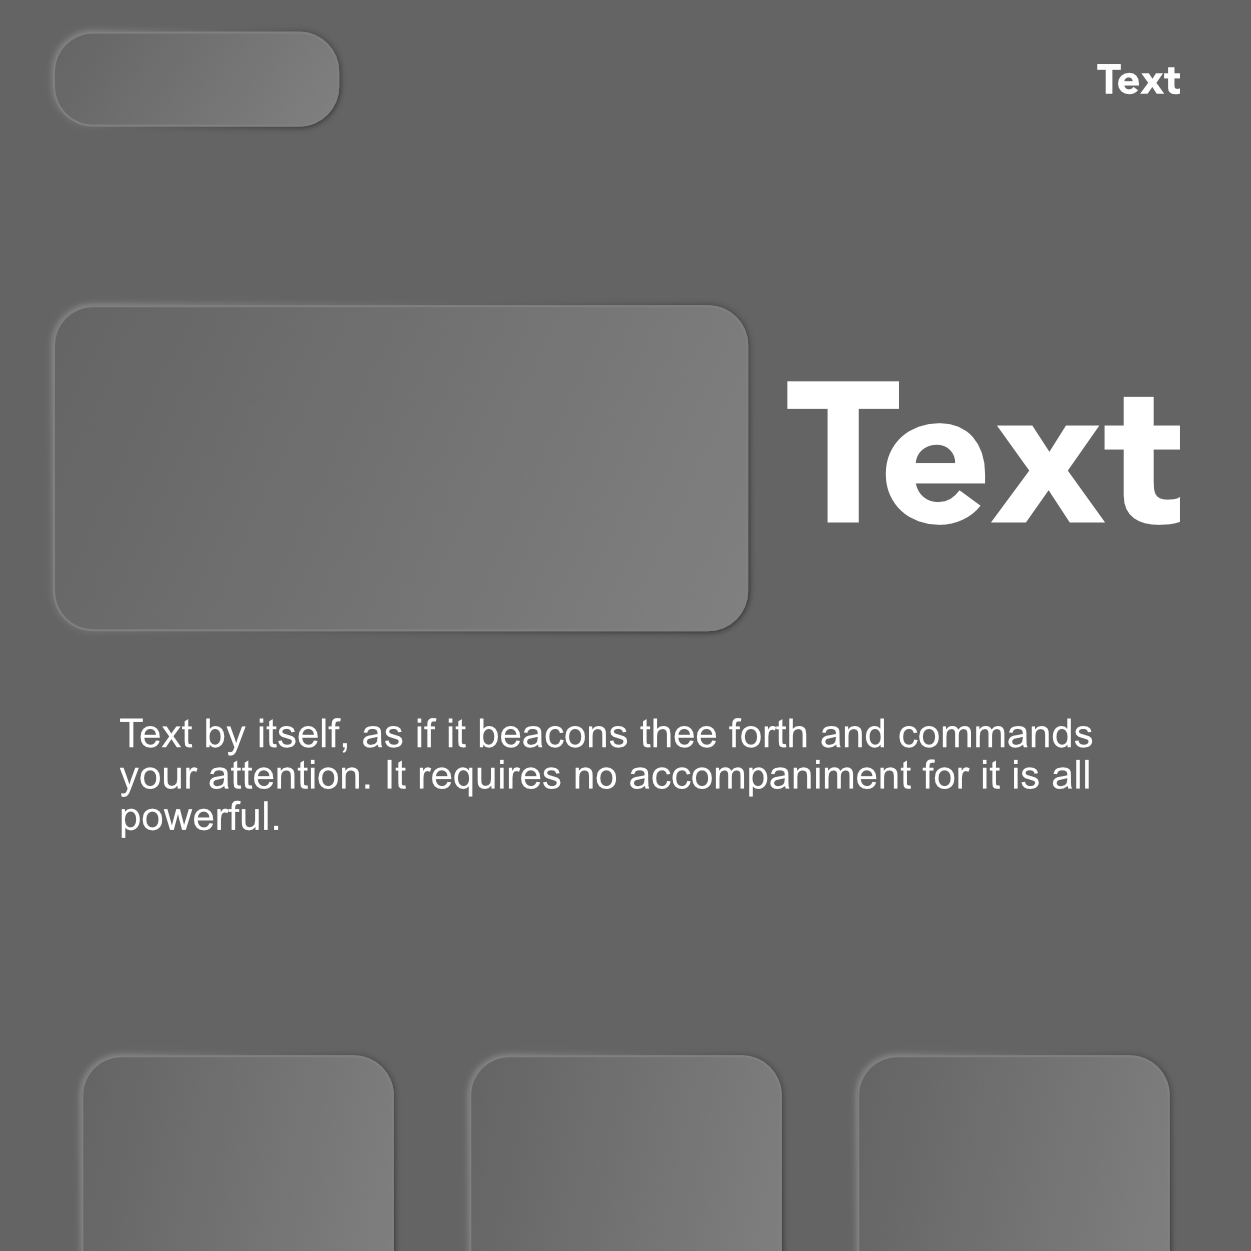 Text
Text
Text by itself, as if it beacons thee forth and commands
your attention. It requires no accompaniment for it is all
powerful.